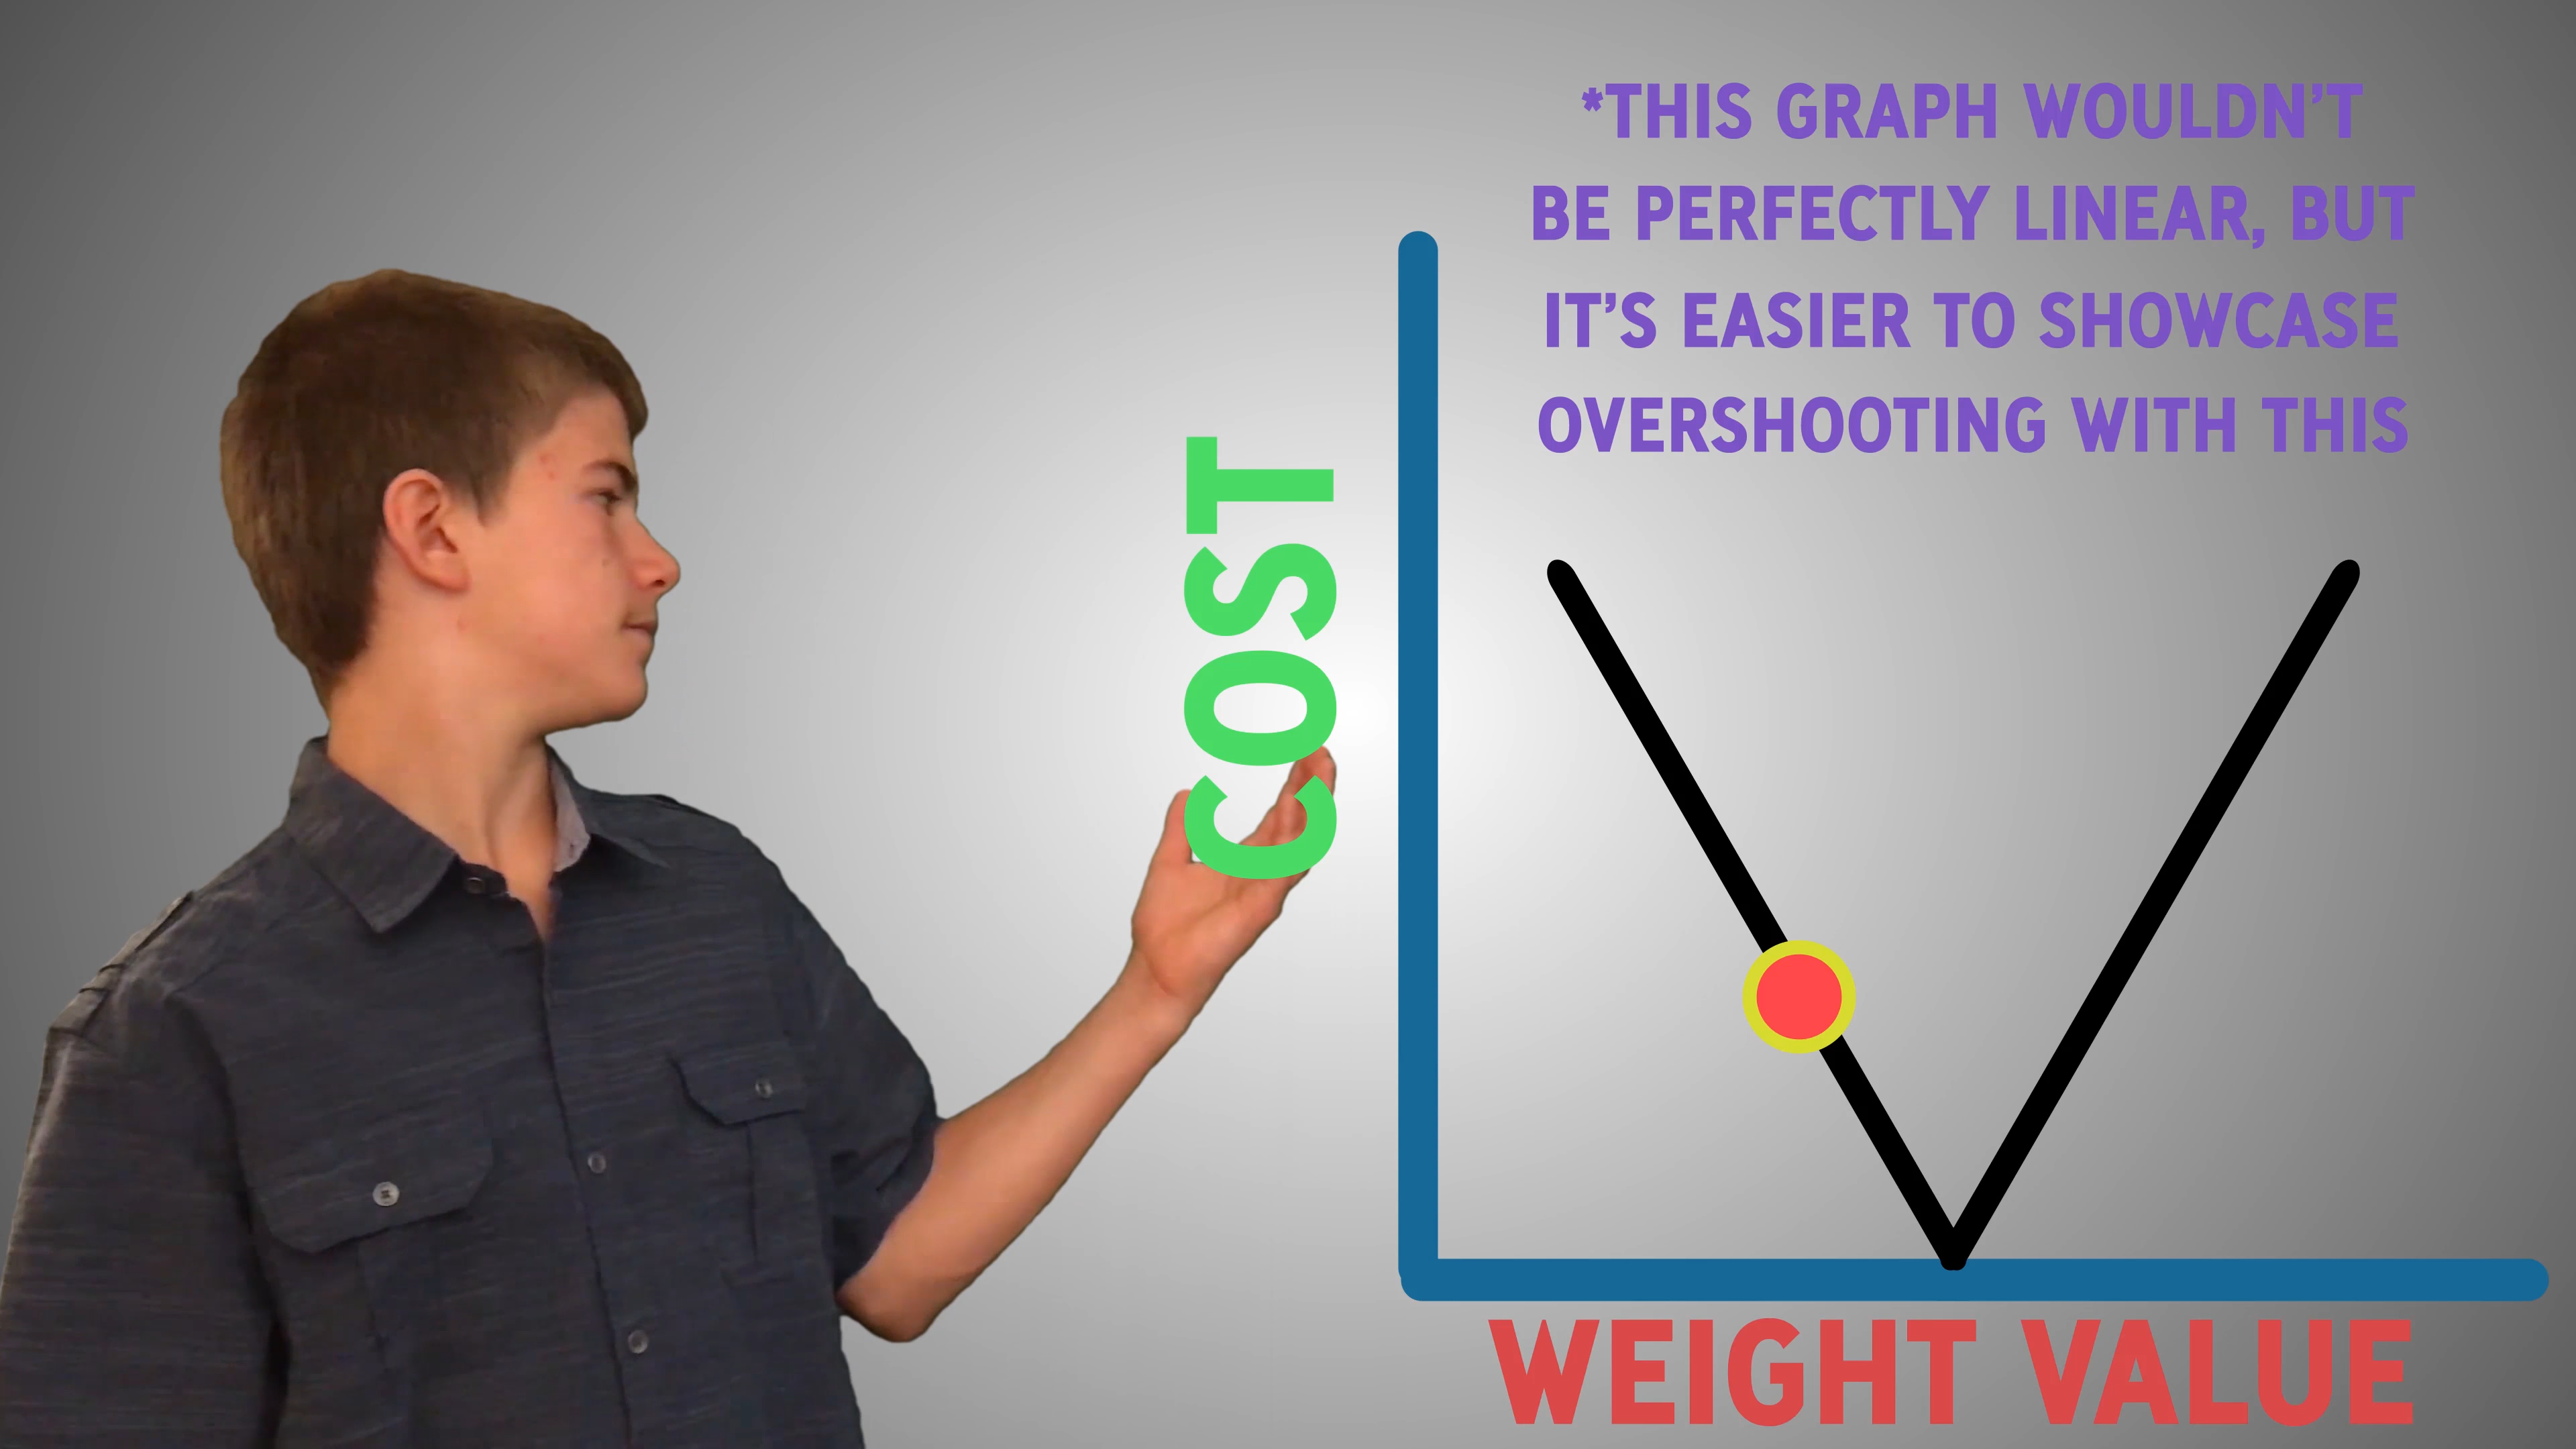 *THIS GRAPH WOULDN'T
BE PERFECTLY LINEAR, BUT
IT'S EASIER TO SHOWCASE
OVERSHOOTING WITH THIS
COST
WEIGHT VALUE